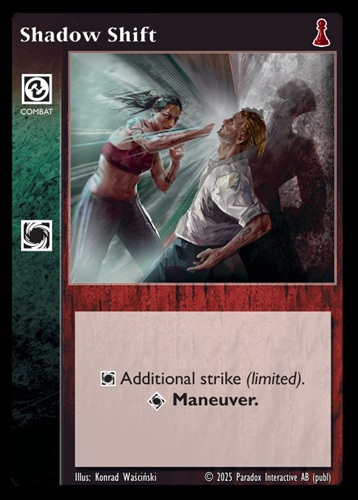 Shadow Shift
COMBAT
Additional strike (limited).
Maneuver.
Illus: Konrad Waściński © 2025 Paradox Interactive AB (publ)